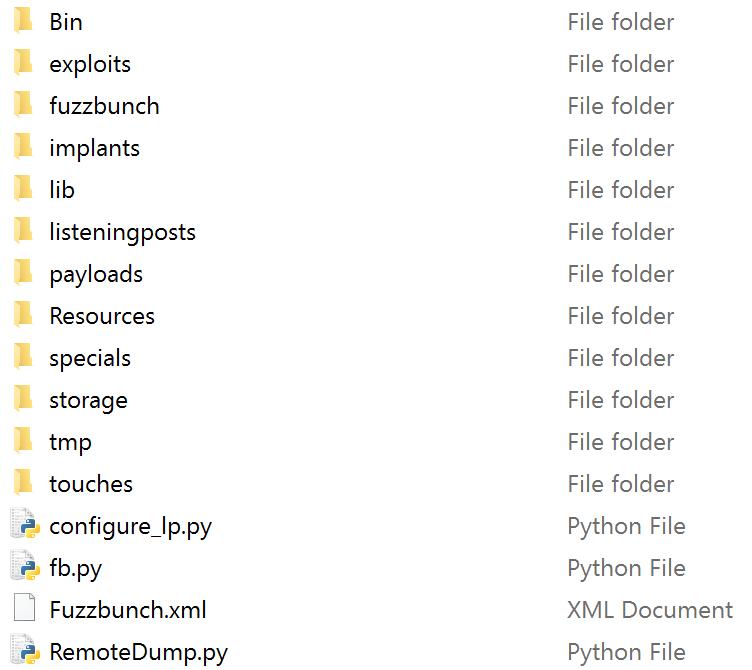 Bin File folder
exploits File folder
fuzzbunch File folder
implants File folder
lib File folder
listeningposts File folder
payloads File folder
Resources File folder
specials File folder
storage File folder
tmp File folder
touches File folder
configure_lp.py Python File
fb.py Python File
Fuzzbunch.xml XML Document
RemoteDump.py Python File